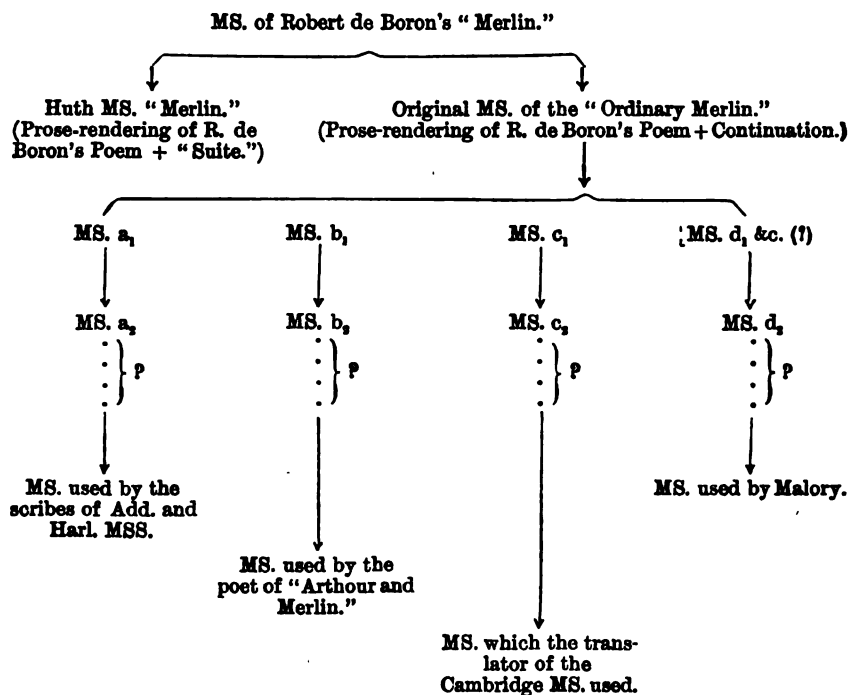 MS. of Robert de Boron's “Merlin.”
Huth MS. “Merlin.”
(Prose-rendering of R. de
Boron's Poem + “Suite.”)
Original MS. of the “Ordinary Merlin.”
(Prose-rendering of R. de Boron's Poem + Continuation.)
MS. a₁
MS. b₁
MS. c₁
MS. d₁ &c. (?)
MS. a₂
MS. b₂
MS. c₂
MS. d₂
?
?
?
?
MS. used by the
scribes of Add. and
Harl. MSS.
MS. used by Malory.
MS. used by the
poet of “Arthour and
Merlin.”
MS. which the trans-
lator of the
Cambridge MS. used.